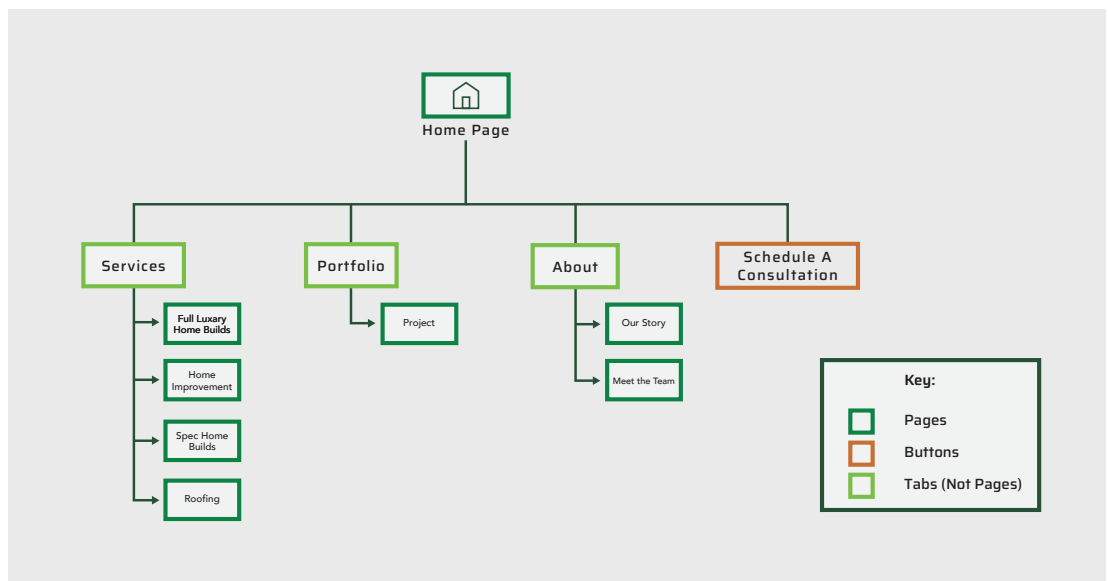 Home Page
Services
Portfolio
About
Schedule A
Consultation
Full Luxary
Home Builds
Project
Our Story
Home
Improvement
Meet the Team
Spec Home
Builds
Roofing
Key:
Pages
Buttons
Tabs (Not Pages)